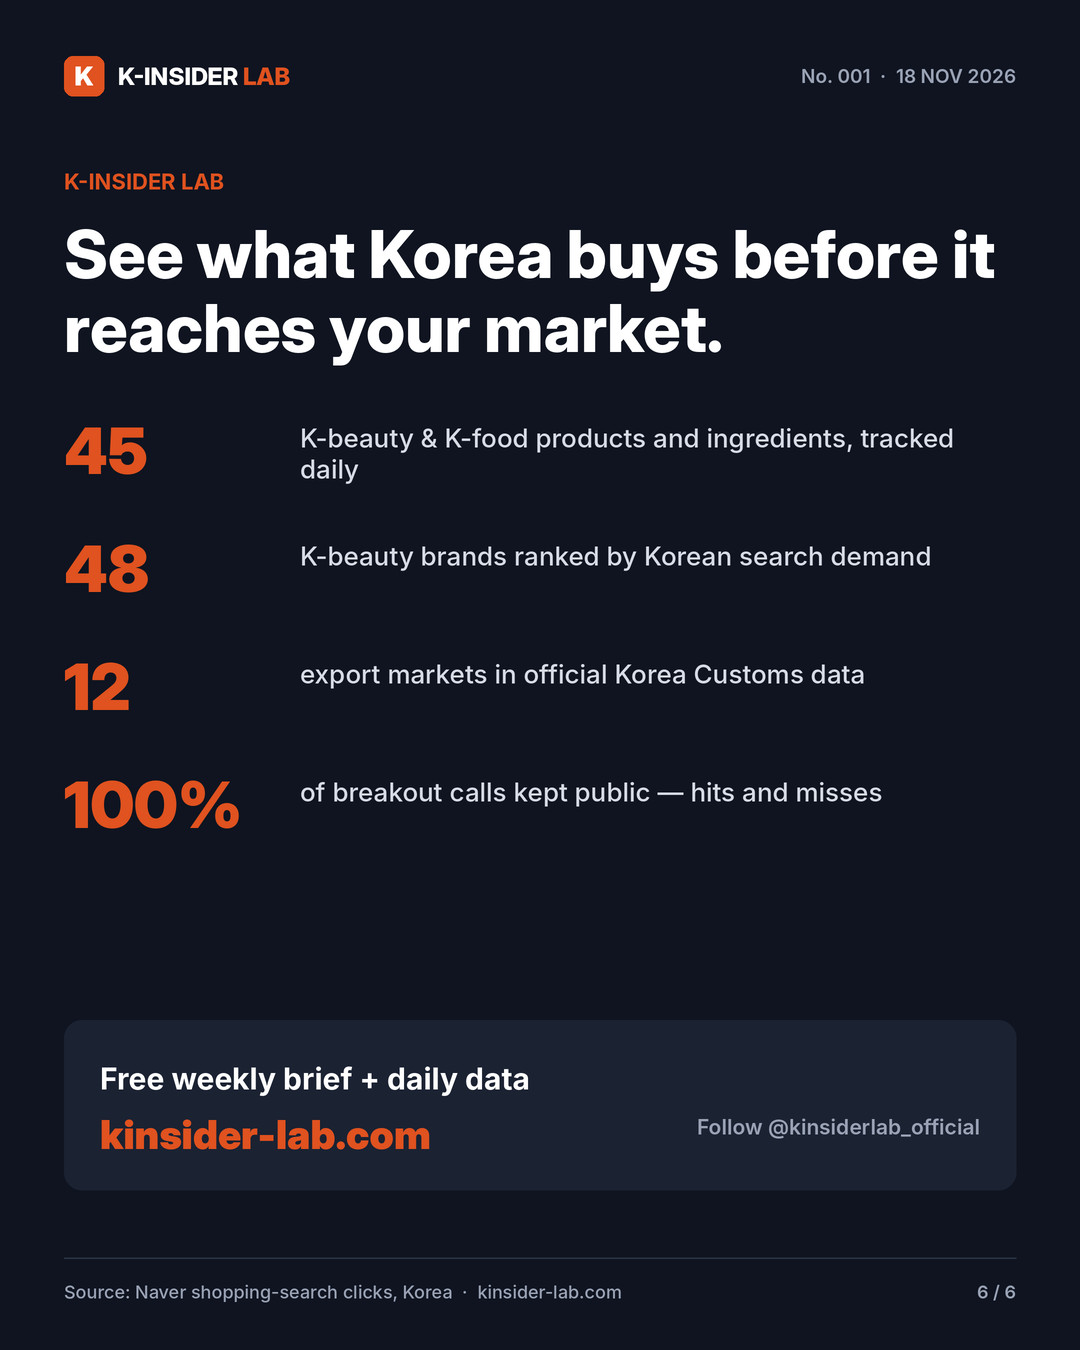 K K-INSIDER LAB
No. 001 · 18 NOV 2026
K-INSIDER LAB
See what Korea buys before it
reaches your market.
45
K-beauty & K-food products and ingredients, tracked
daily
48
K-beauty brands ranked by Korean search demand
12
export markets in official Korea Customs data
100%
of breakout calls kept public — hits and misses
Free weekly brief + daily data
kinsider-lab.com
Follow @kinsiderlab_official
Source: Naver shopping-search clicks, Korea · kinsider-lab.com
6 / 6